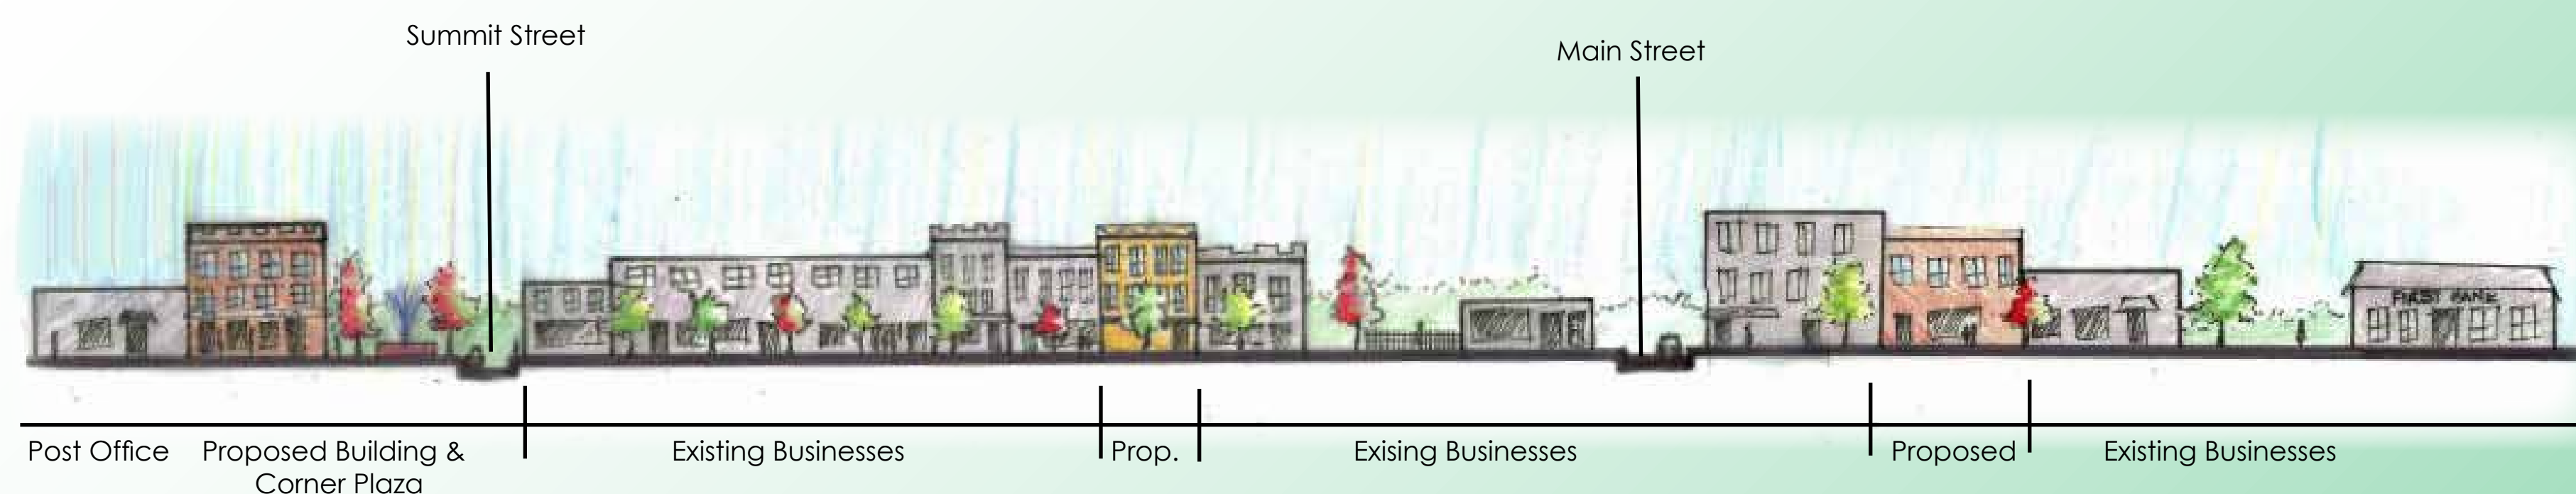 Summit Street
Main Street
FIRST BANK
Post Office
Proposed Building &
Corner Plaza
Existing Businesses
Prop.
Exising Businesses
Proposed
Existing Businesses